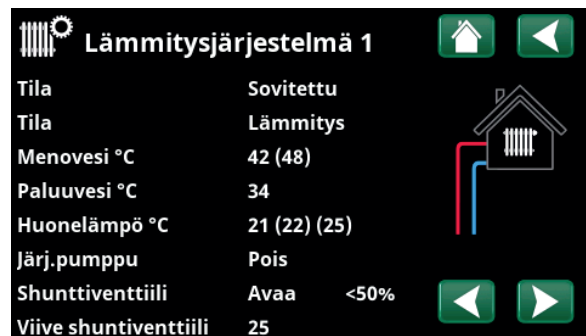 Lämmitysjärjestelmä 1
Tila Sovitettu
Tila Lämmitys
Menovesi °C 42 (48)
Paluuvesi °C 34
Huonelämpö °C 21 (22) (25)
Järj.pumppu Pois
Shunttiventtiili Avaa <50%
Viive shuntiventtiili 25